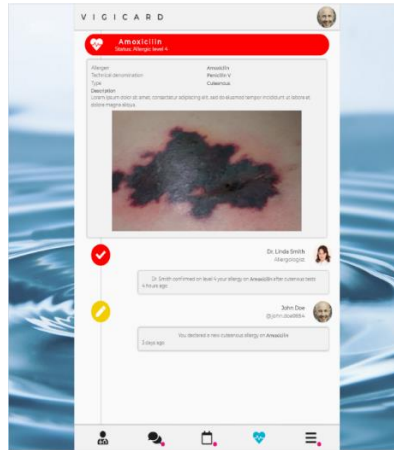 VIGICARD
Amoxicilin
Status: Allergic level 4
Allergen Amoxicilin
Technical denomination Penicilin V
Type Cutaneous
Description
Lorem ipsum dolor sit amet, consectetur adipiscing elit, sed do eiusmod tempor incididunt ut labore et
dolore magna aliqua.
Dr. Linda Smith
Allergologist
Dr. Smith confirmed on level 4 your allergy on Amoxicilin after cutaneous tests
4 hours ago
John Doe
You declared a new cutaneous allergy on Amoxicilin
3 days ago